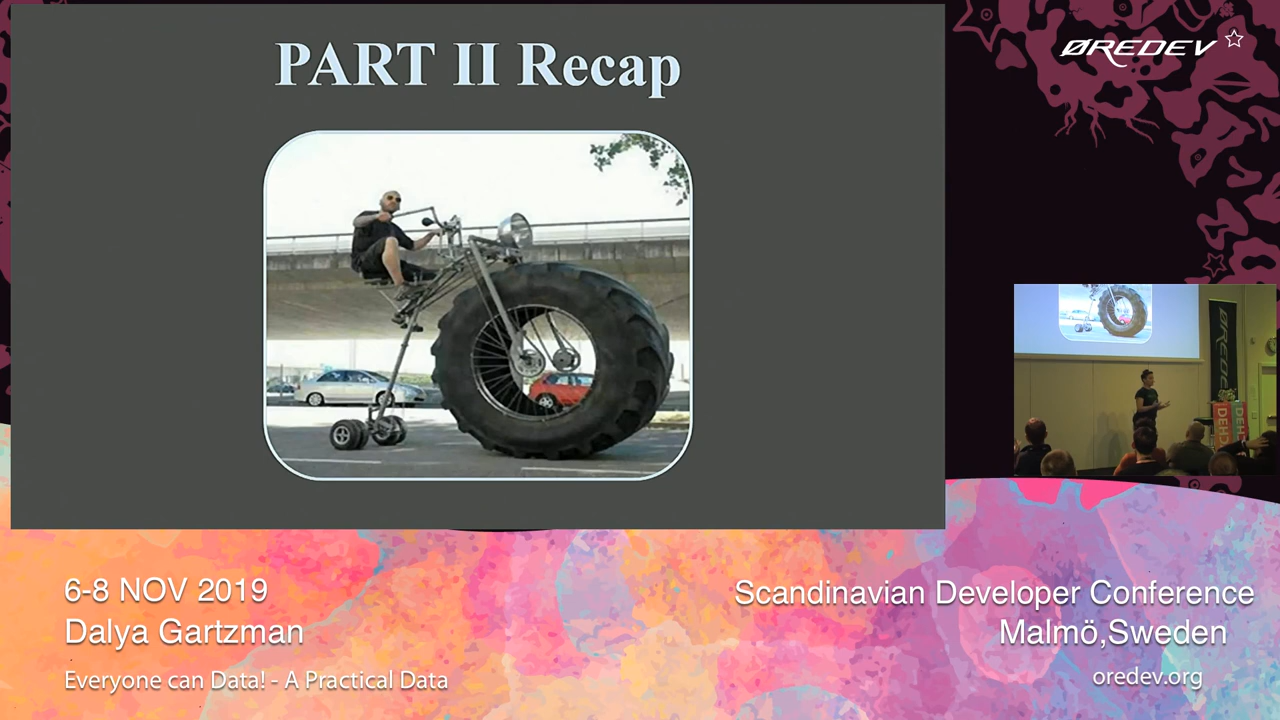 PART II Recap
ØREDEV
ØREDEV
6-8 NOV 2019
Dalya Gartzman
Everyone can Data! - A Practical Data
Scandinavian Developer Conference
Malmö,Sweden
oredev.org